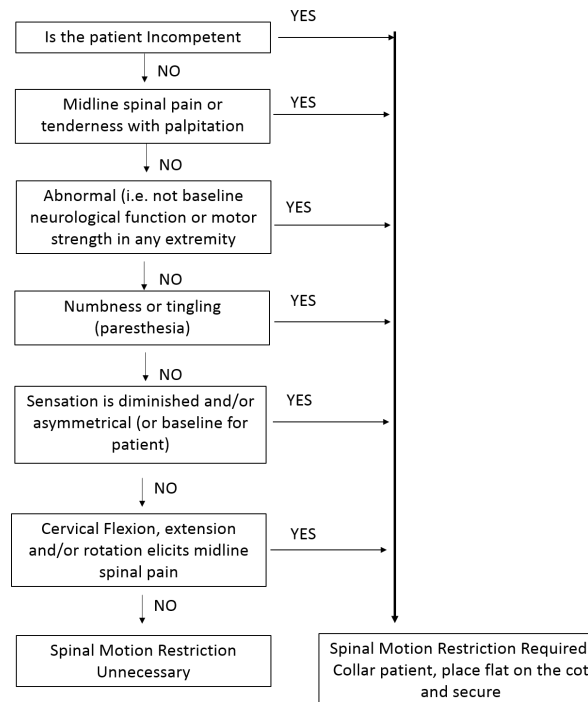 YES
Is the patient Incompetent
NO
Midline spinal pain or
tenderness with palpitation
YES
NO
Abnormal (i.e. not baseline
neurological function or motor
strength in any extremity
YES
NO
Numbness or tingling
(paresthesia)
YES
NO
Sensation is diminished and/or
asymmetrical (or baseline for
patient)
YES
NO
Cervical Flexion, extension
and/or rotation elicits midline
spinal pain
YES
NO
Spinal Motion Restriction
Unnecessary
Spinal Motion Restriction Required
Collar patient, place flat on the cot
and secure